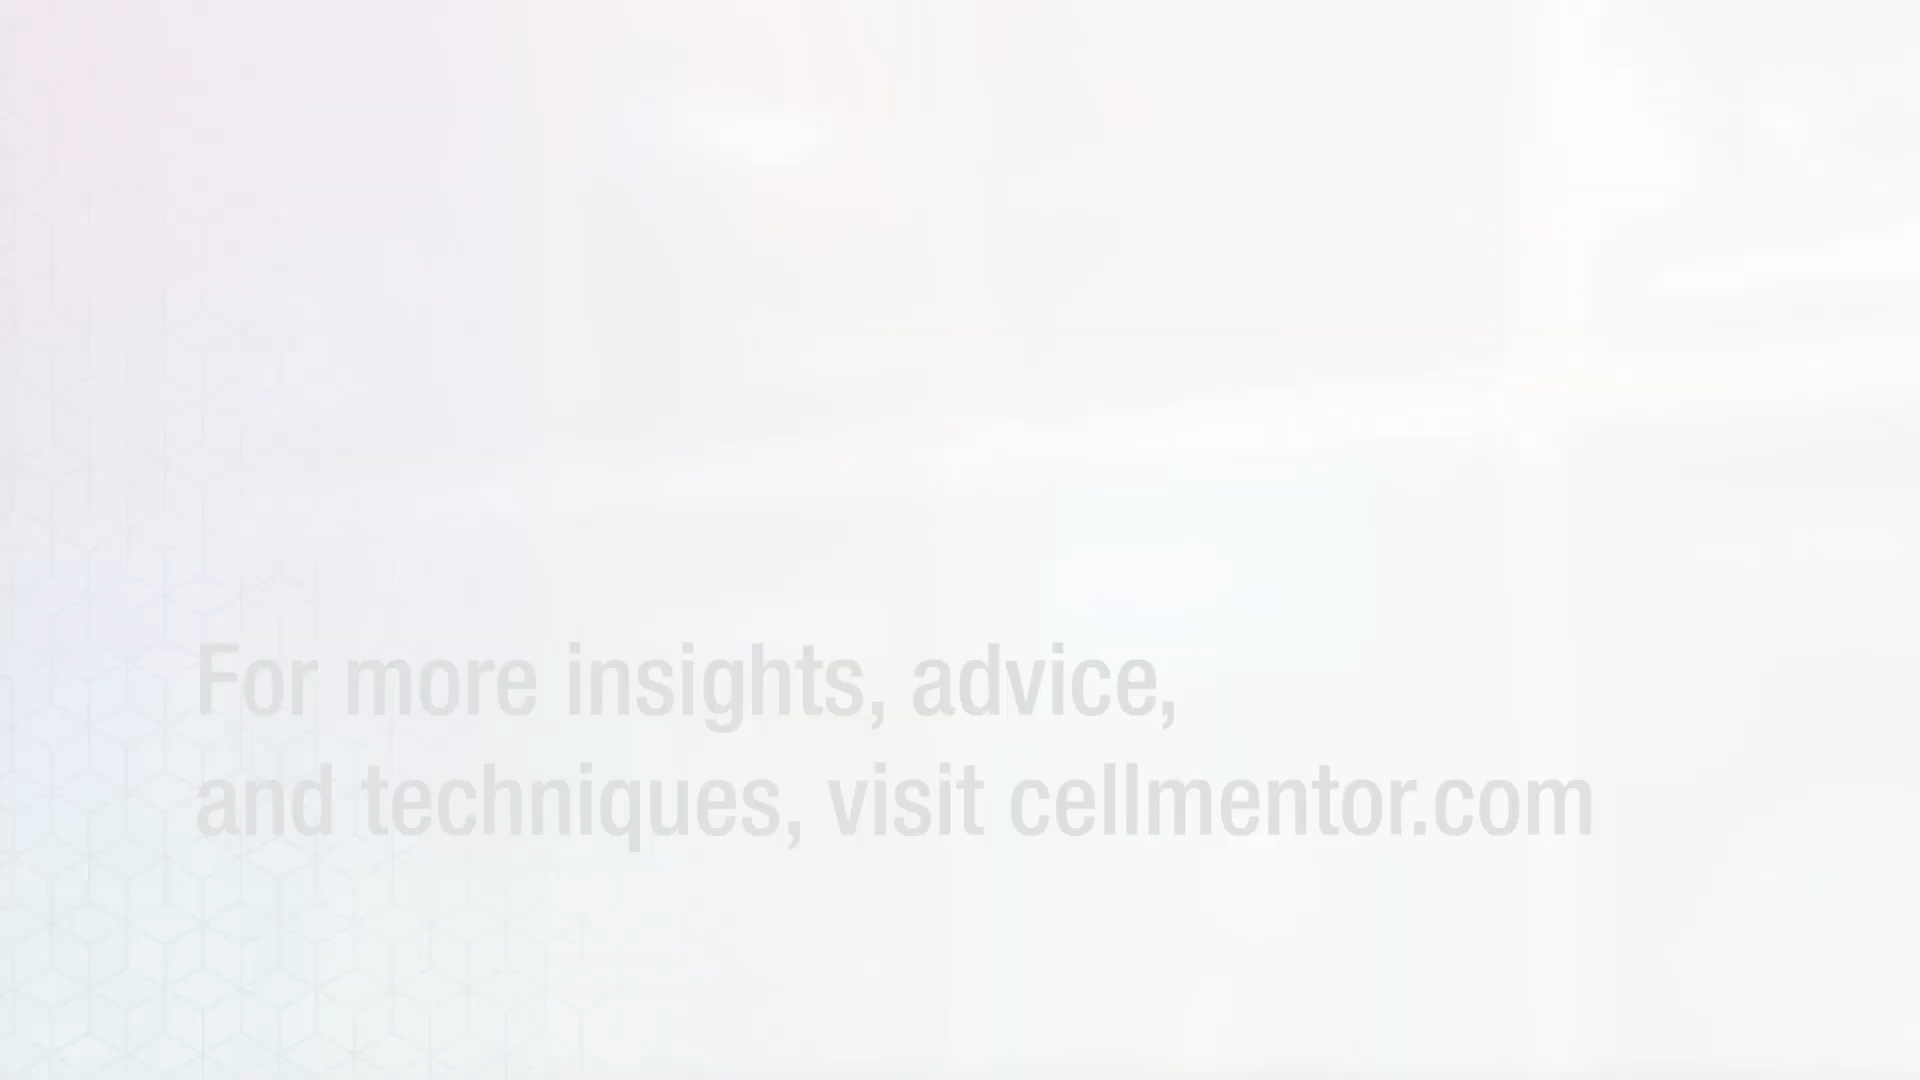 For more insights, advice,
and techniques, visit cellmentor.com